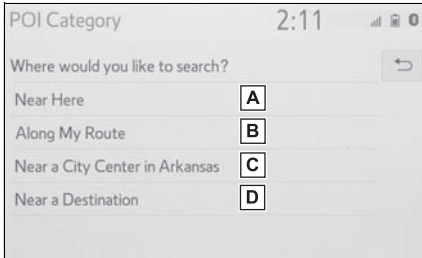 POI Category 2:11
Where would you like to search?
Near Here A
Along My Route B
Near a City Center in Arkansas C
Near a Destination D